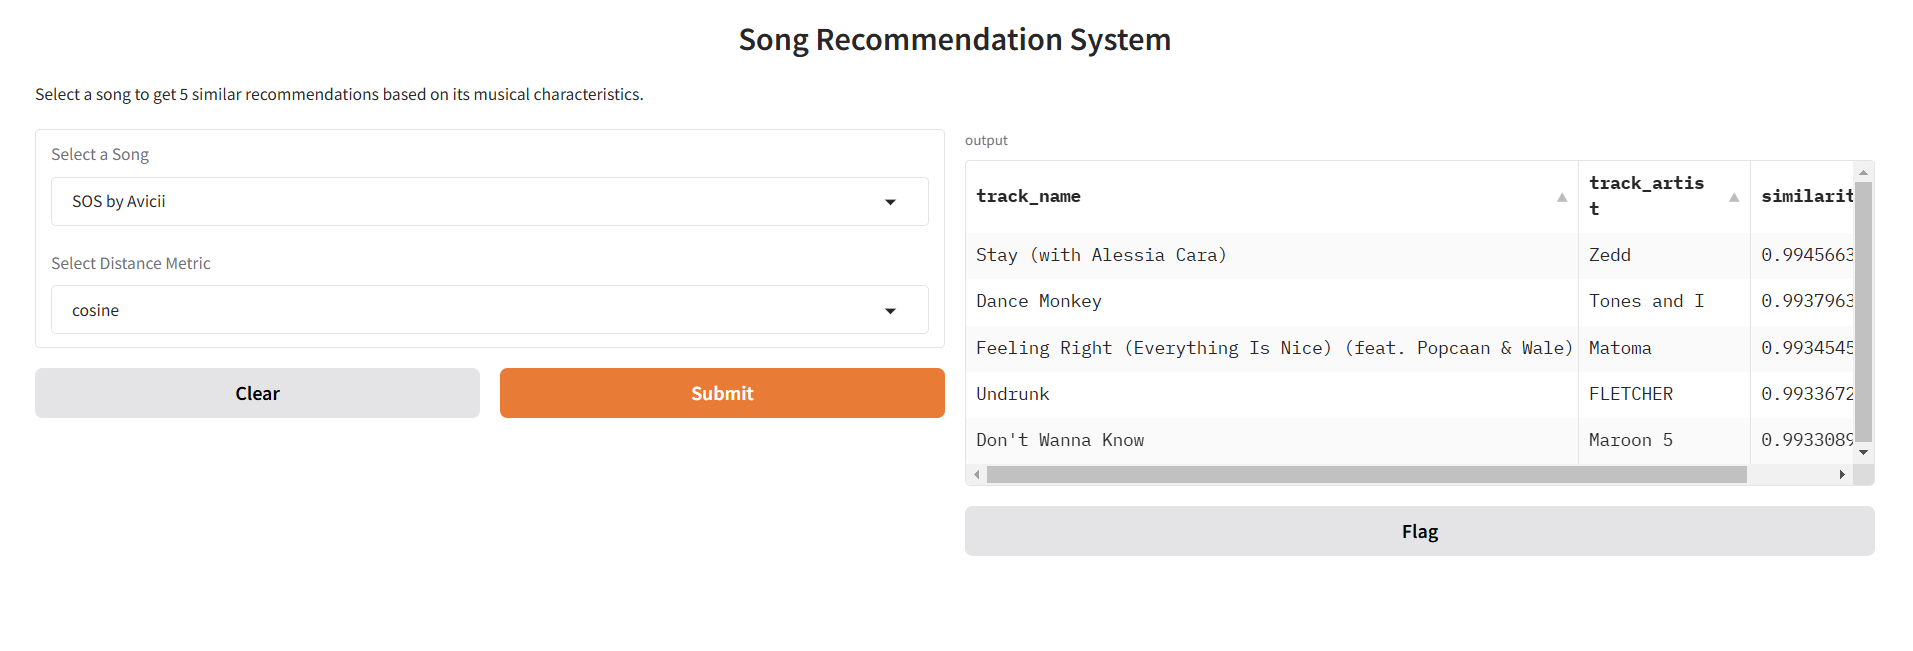 Song Recommendation System
Select a song to get 5 similar recommendations based on its musical characteristics.
Select a Song
SOS by Avicii
Select Distance Metric
cosine
Clear
Submit
output
track_name
track_artis
t
similarit
Stay (with Alessia Cara) Zedd 0.9945663
Dance Monkey Tones and I 0.9937963
Feeling Right (Everything Is Nice) (feat. Popcaan & Wale) Matoma 0.9934545
Undrunk FLETCHER 0.9933672
Don't Wanna Know Maroon 5 0.9933089
Flag